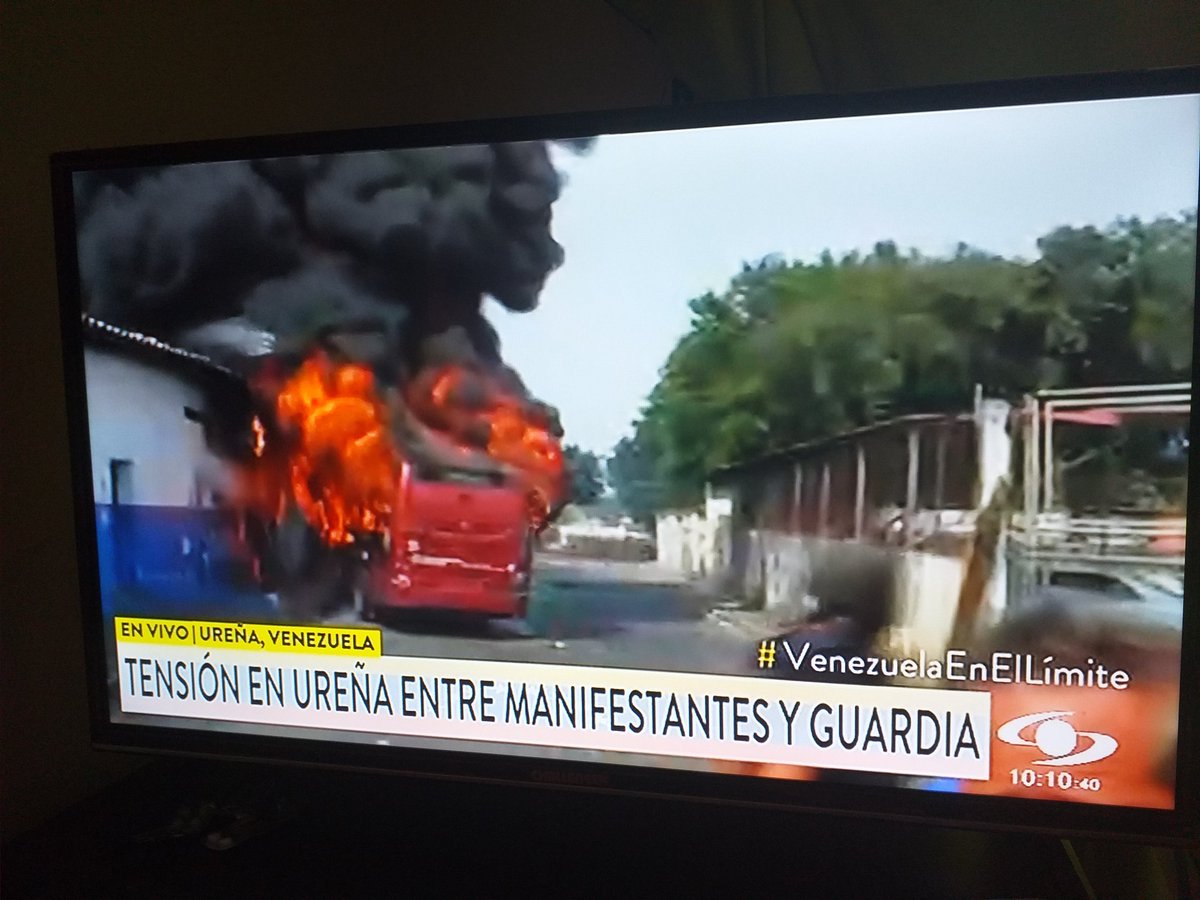 EN VIVO | UREÑA, VENEZUELA
# VenezuelaEnElLímite
TENSIÓN EN UREÑA ENTRE MANIFESTANTES Y GUARDIA
10:10:40